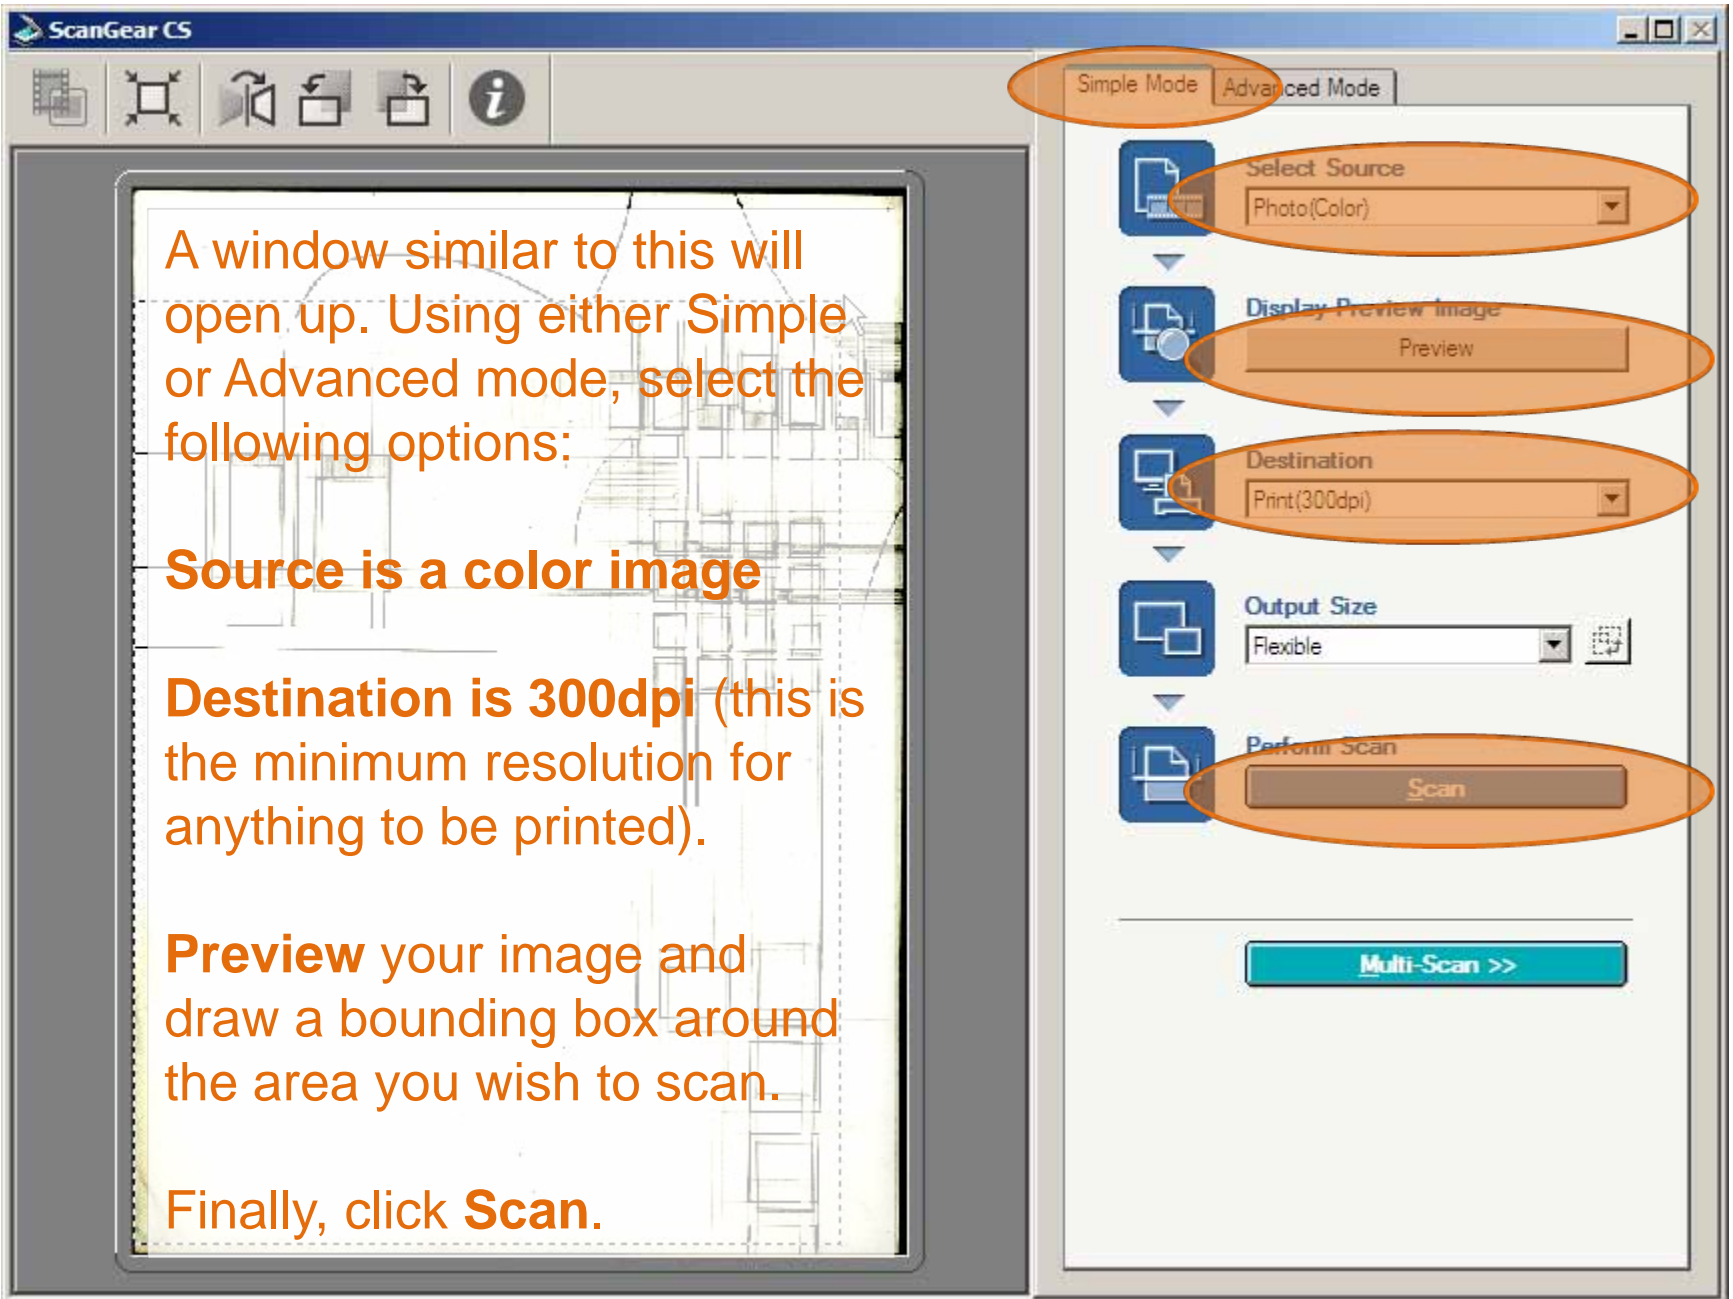 ScanGear CS
Simple Mode
Advanced Mode
A window similar to this will
open up. Using either Simple
or Advanced mode, select the
following options:
Source is a color image
Destination is 300dpi (this is
the minimum resolution for
anything to be printed).
Preview your image and
draw a bounding box around
the area you wish to scan.
Finally, click Scan.
Select Source
Photo(Color)
Display Preview Image
Preview
Destination
Print(300dpi)
Output Size
Flexible
Perform Scan
Scan
Multi-Scan >>